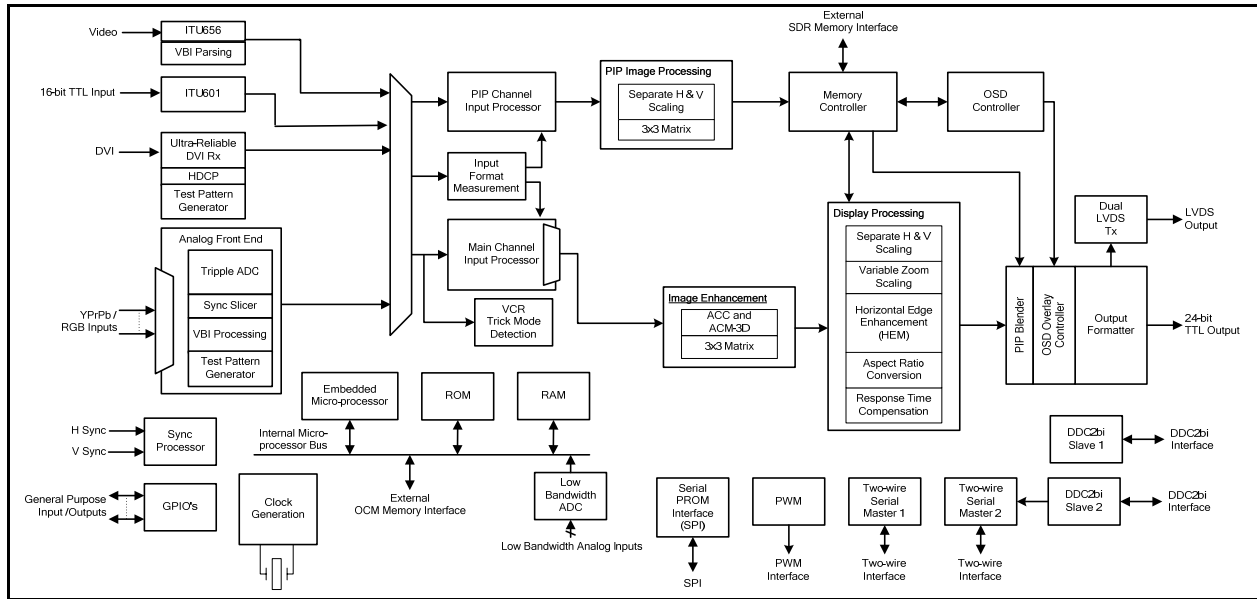 Video
ITU656
VBI Parsing
16-bit TTL Input
ITU601
DVI
Ultra-Reliable
DVI Rx
HDCP
Test Pattern
Generator
Analog Front End
Tripple ADC
Sync Slicer
VBI Processing
Test Pattern
Generator
YPrPb /
RGB Inputs
PIP Channel
Input Processor
Input
Format
Measurement
Main Channel
Input Processor
VCR
Trick Mode
Detection
PIP Image Processing
Separate H & V
Scaling
3x3 Matrix
Image Enhancement
ACC and
ACM-3D
3x3 Matrix
External
SDR Memory Interface
Memory
Controller
OSD
Controller
Display Processing
Separate H & V
Scaling
Variable Zoom
Scaling
Horizontal Edge
Enhancement
(HEM)
Aspect Ratio
Conversion
Response Time
Compensation
Dual
LVDS
Tx
LVDS
Output
PIP Blender
OSD Overlay
Controller
Output
Formatter
24-bit
TTL Output
H Sync
V Sync
Sync
Processor
General Purpose
Input /Outputs
GPIO's
Embedded
Micro-processor
ROM
RAM
Internal Micro-
processor Bus
Clock
Generation
External
OCM Memory Interface
Low
Bandwidth
ADC
Low Bandwidth Analog Inputs
Serial
PROM
Interface
(SPI)
SPI
PWM
PWM
Interface
Two-wire
Serial
Master 1
Two-wire
Interface
Two-wire
Serial
Master 2
Two-wire
Interface
DDC2bi
Slave 1
DDC2bi
Interface
DDC2bi
Slave 2
DDC2bi
Interface